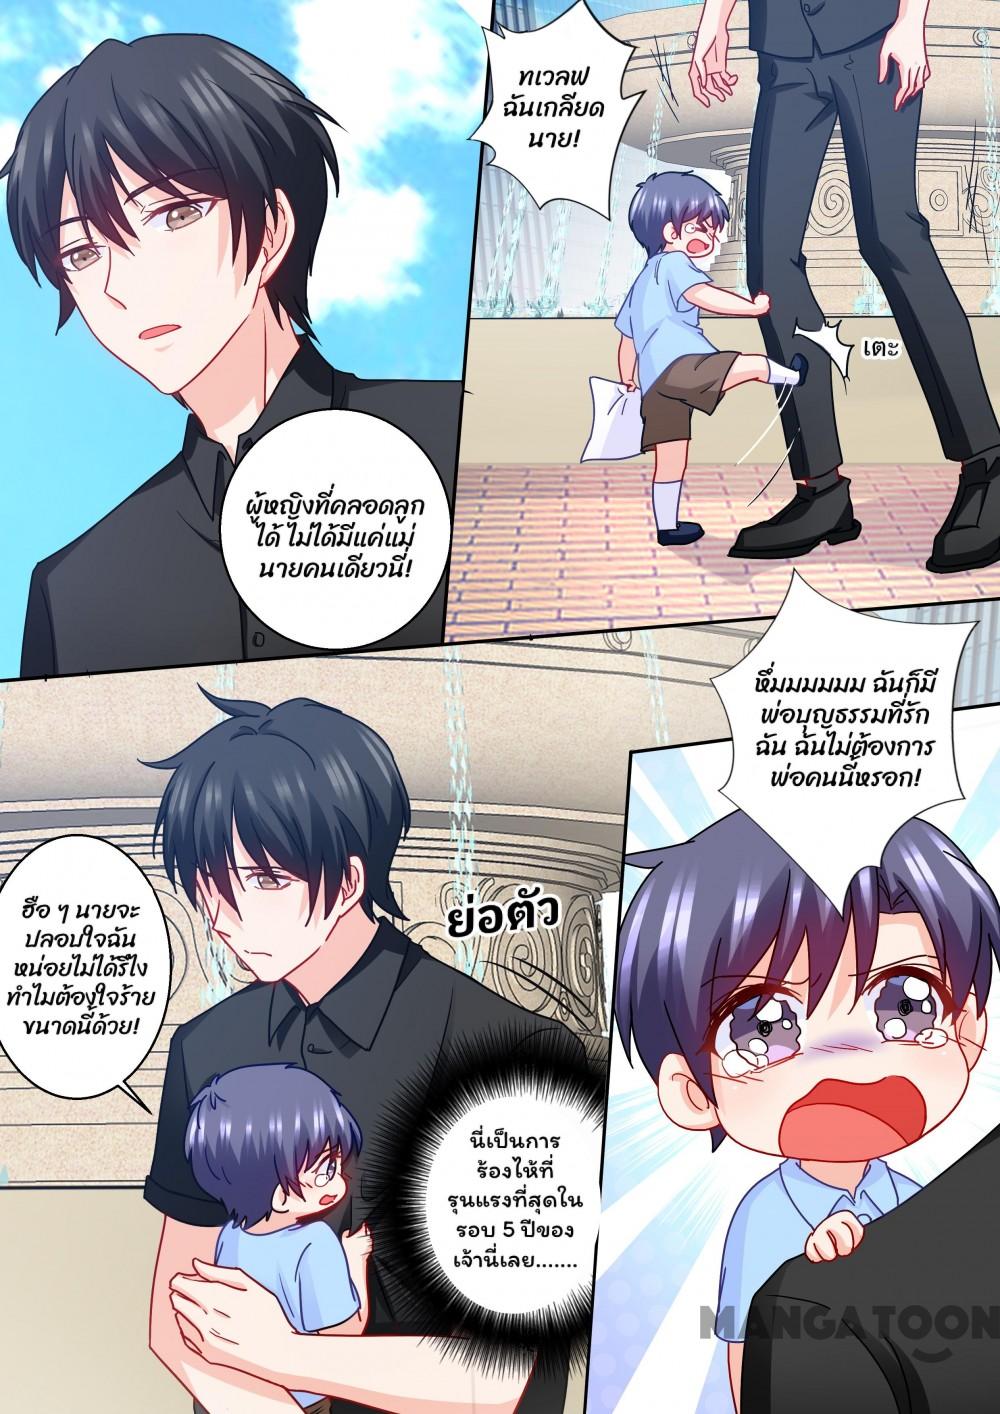 ผู้หญิงที่คลอดลูก
ได้ ไม่ได้มีแค่แม่
นายคนเดียวนี่!
ทเวลฟ
ฉันเกลียด
นาย!
เตะ
หึ่มมมมมม ฉันก็มี
พ่อบุญธรรมที่รัก
ฉัน ฉันไม่ต้องการ
พ่อคนนี้หรอก!
ฮือ ๆ นายจะ
ปลอบใจฉัน
หน่อยไม่ได้รึไง
ทำไมต้องใจร้าย
ขนาดนี้ด้วย!
ย่อตัว
นี่เป็นการ
ร้องไห้ที่
รุนแรงที่สุดใน
รอบ 5 ปีของ
เจ้านี่เลย.......
MANGATOON